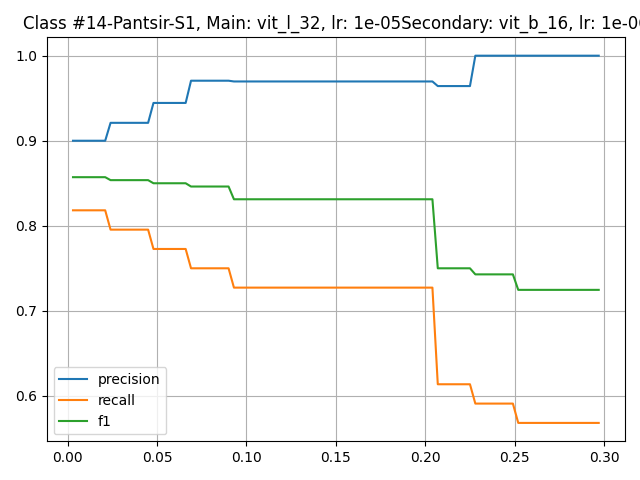 Class #14-Pantsir-S1, Main: vit_l_32, lr: 1e-05Secondary: vit_b_16, lr: 1e-0
1.0
0.9
0.8
0.7
0.6
precision
recall
f1
0.00 0.05 0.10 0.15 0.20 0.25 0.30